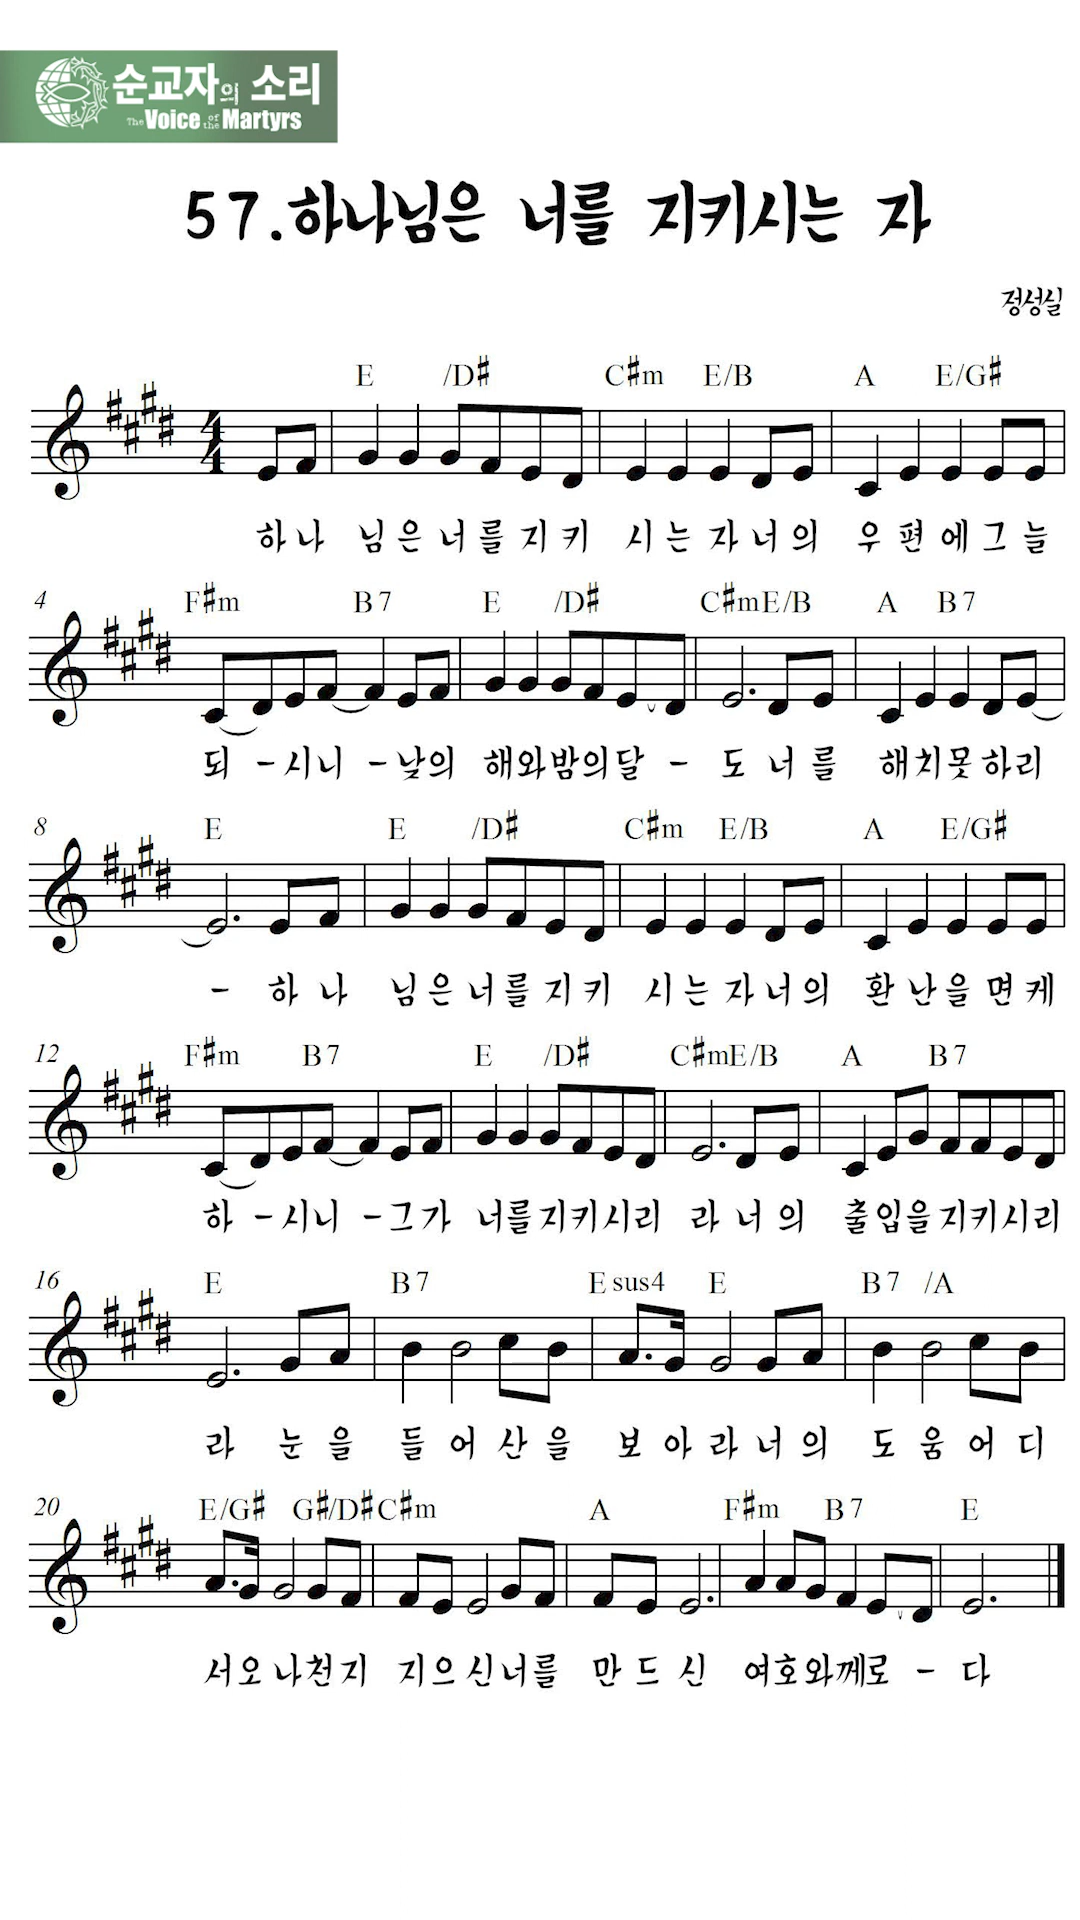 순교자의 소리
The Voice of the Martyrs
57.하나님은 너를 지키시는 자
정성실
E /D♯ C♯m E/B A E/G♯
4
4
하나 님은너를지키 시는자너의 우편에그늘
4 F♯m B7 E /D♯ C♯m E/B A B7
되-시니-낮의 해와밤의달- 도너를 해치못하리
8 E E /D♯ C♯m E/B A E/G♯
-하나 님은너를지키 시는자너의 환난을면케
12 F♯m B7 E /D♯ C♯m E/B A B7
하-시니-그가 너를지키시리 라너의 출입을지키시리
16 E B7 E sus4 E B7 /A
라눈을 들어산을 보아라너의 도움어디
20 E/G♯ G♯/D♯ C♯m A F♯m B7 E
서오나천지 지으신너를 만드신 여호와께로- 다